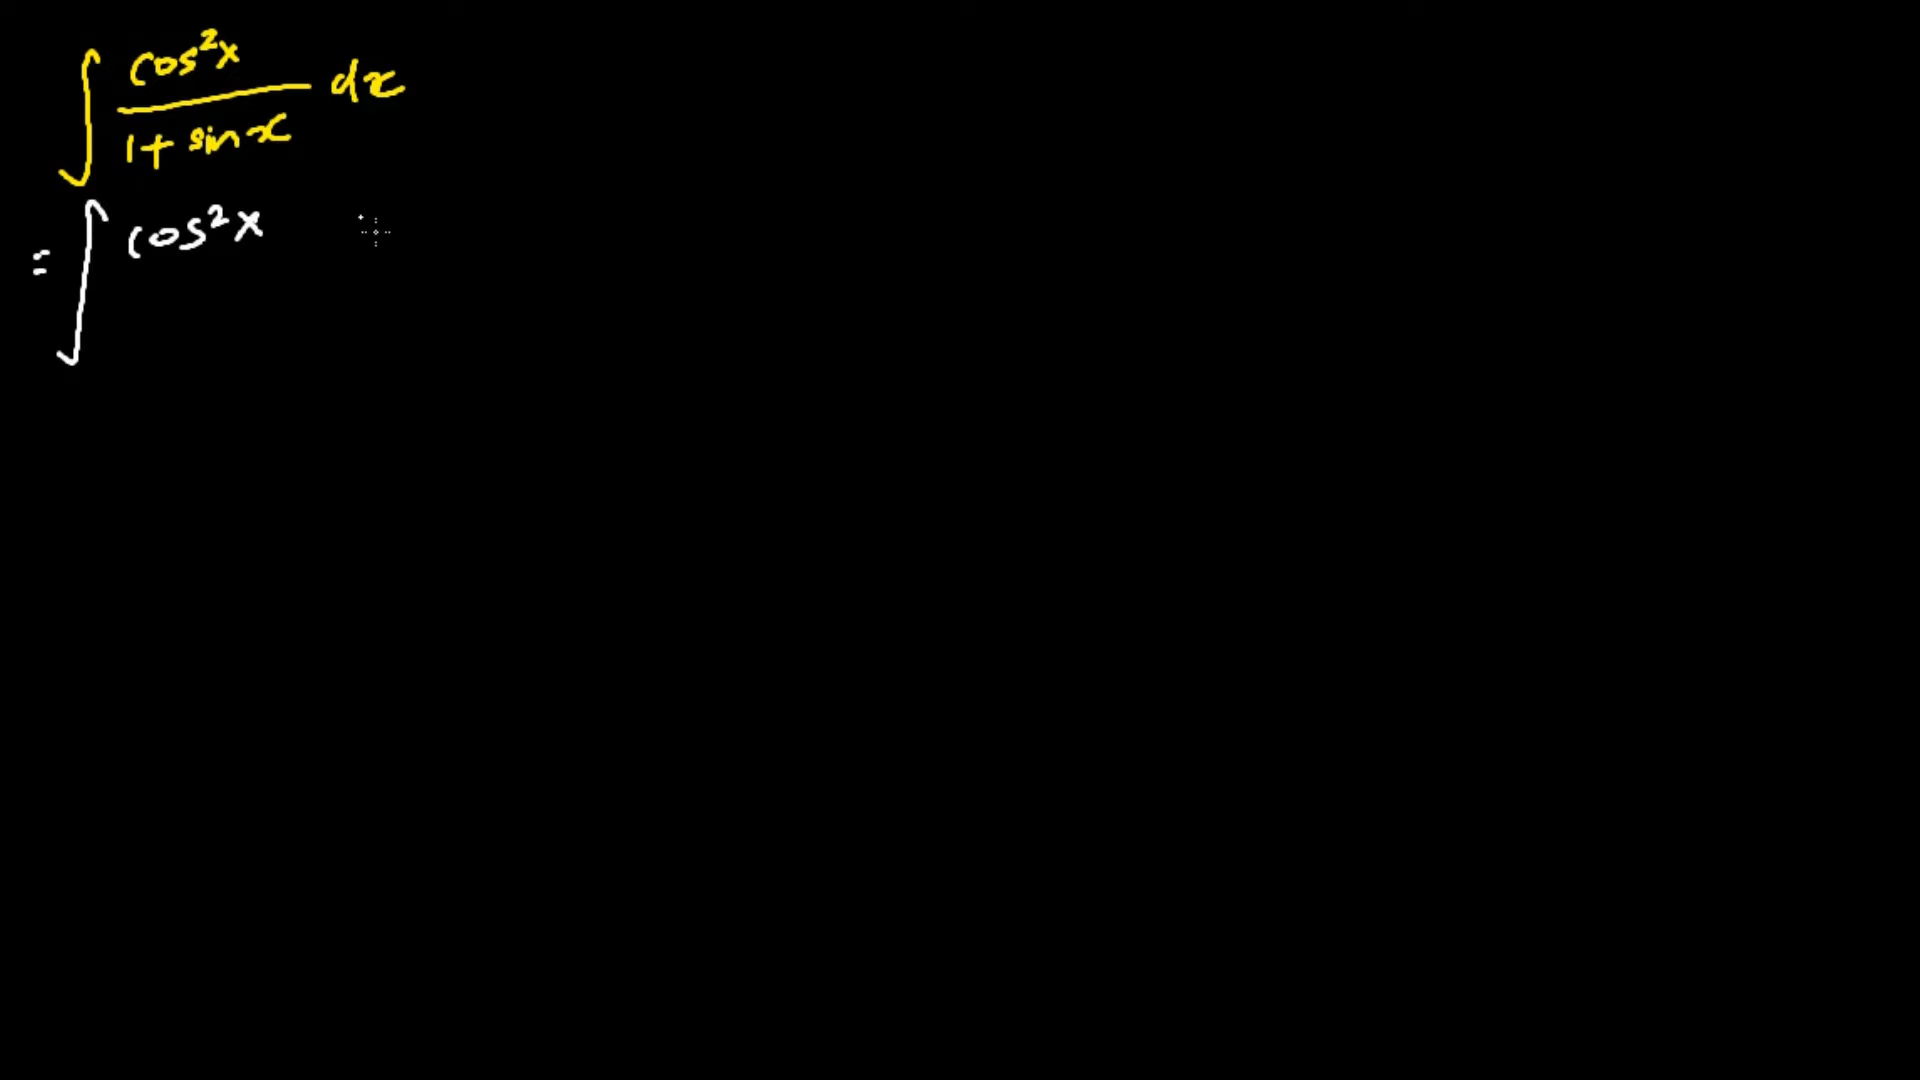 ∫ cos²x / 1 + sin x dx
= ∫ cos²x